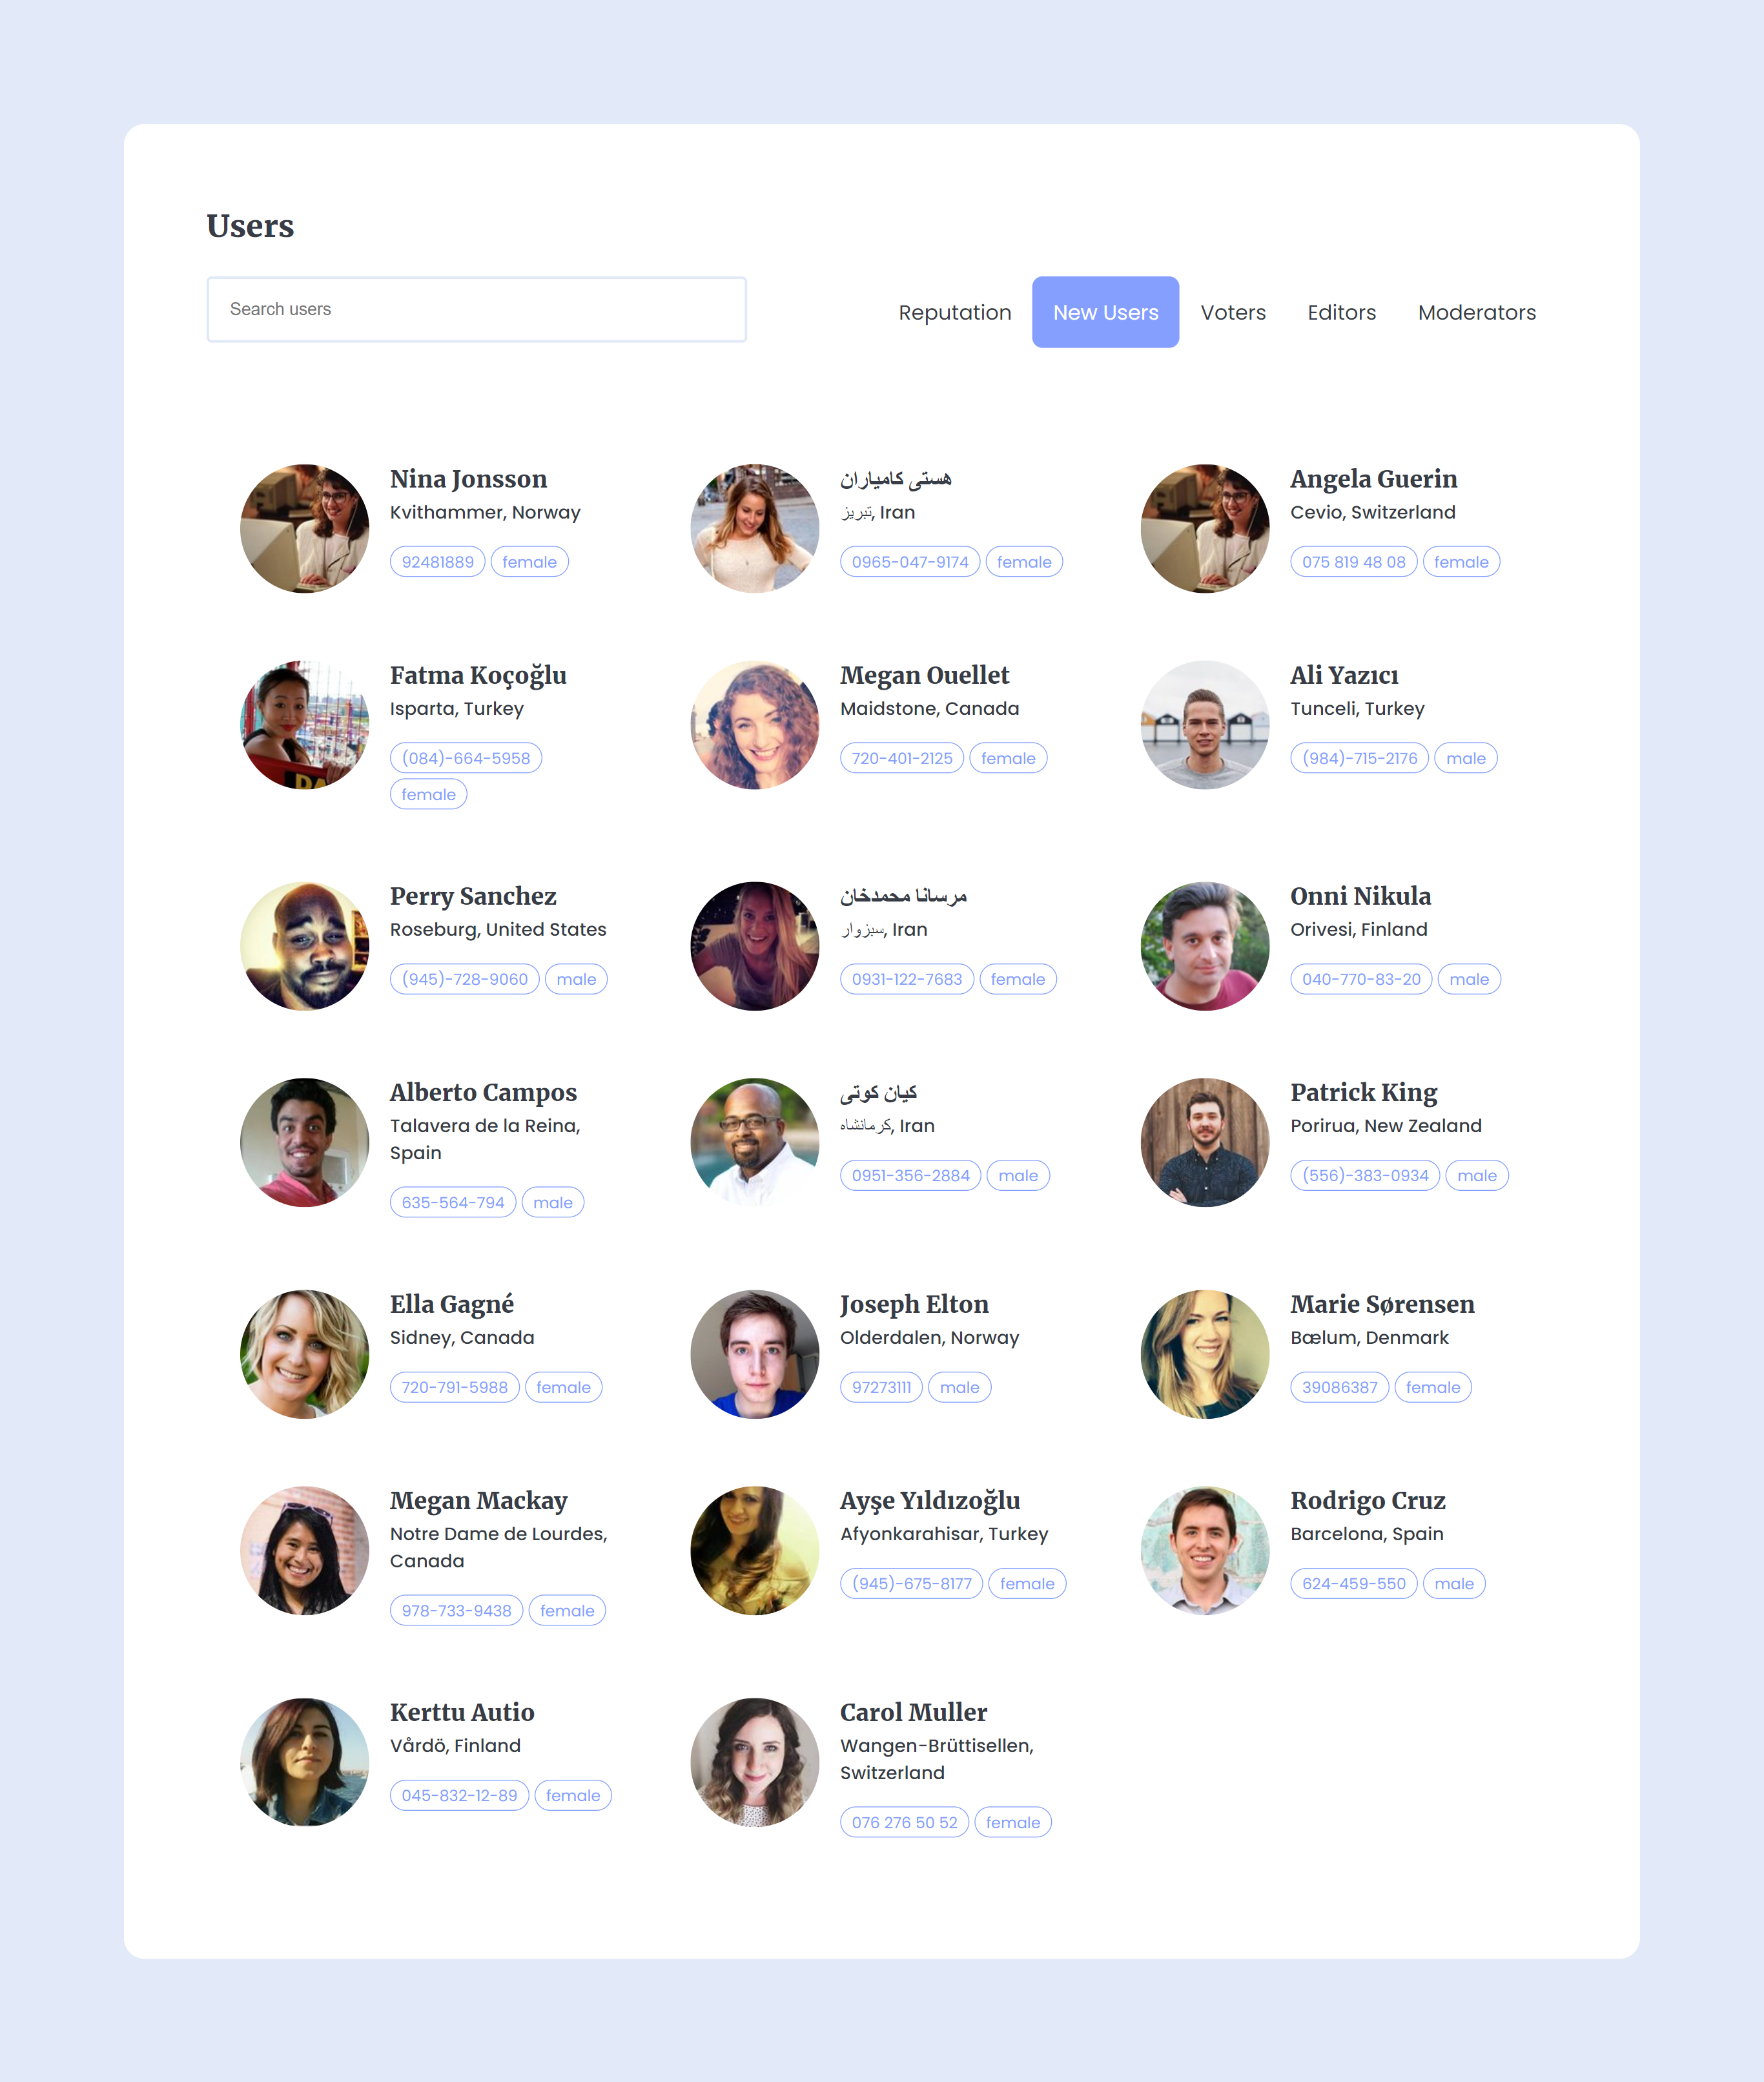 Users
Search users
Reputation New Users Voters Editors Moderators
Nina Jonsson
Kvithammer, Norway
92481889 female
هستی کامیاران
تبریز, Iran
0965-047-9174 female
Angela Guerin
Cevio, Switzerland
075 819 48 08 female
Fatma Koçoğlu
Isparta, Turkey
(084)-664-5958
female
Megan Ouellet
Maidstone, Canada
720-401-2125 female
Ali Yazıcı
Tunceli, Turkey
(984)-715-2176 male
Perry Sanchez
Roseburg, United States
(945)-728-9060 male
مرسانا محمدخان
سبزوار, Iran
0931-122-7683 female
Onni Nikula
Orivesi, Finland
040-770-83-20 male
Alberto Campos
Talavera de la Reina,
Spain
635-564-794 male
کیان کوتی
کرمانشاه, Iran
0951-356-2884 male
Patrick King
Porirua, New Zealand
(556)-383-0934 male
Ella Gagné
Sidney, Canada
720-791-5988 female
Joseph Elton
Olderdalen, Norway
97273111 male
Marie Sørensen
Bælum, Denmark
39086387 female
Megan Mackay
Notre Dame de Lourdes,
Canada
978-733-9438 female
Ayşe Yıldızoğlu
Afyonkarahisar, Turkey
(945)-675-8177 female
Rodrigo Cruz
Barcelona, Spain
624-459-550 male
Kerttu Autio
Vårdö, Finland
045-832-12-89 female
Carol Muller
Wangen-Brüttisellen,
Switzerland
076 276 50 52 female